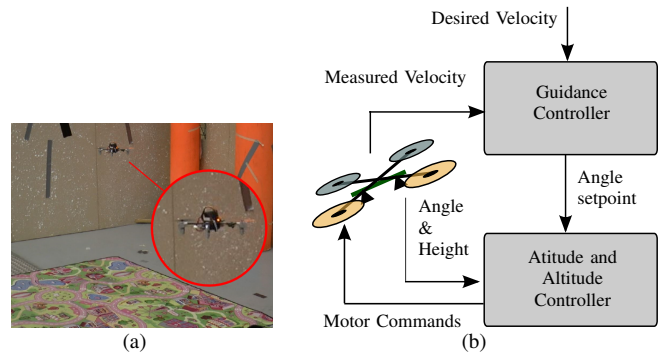 Desired Velocity
Measured Velocity
Guidance
Controller
Angle
setpoint
Angle
&
Height
Atitude and
Altitude
Controller
Motor Commands
(a)
(b)